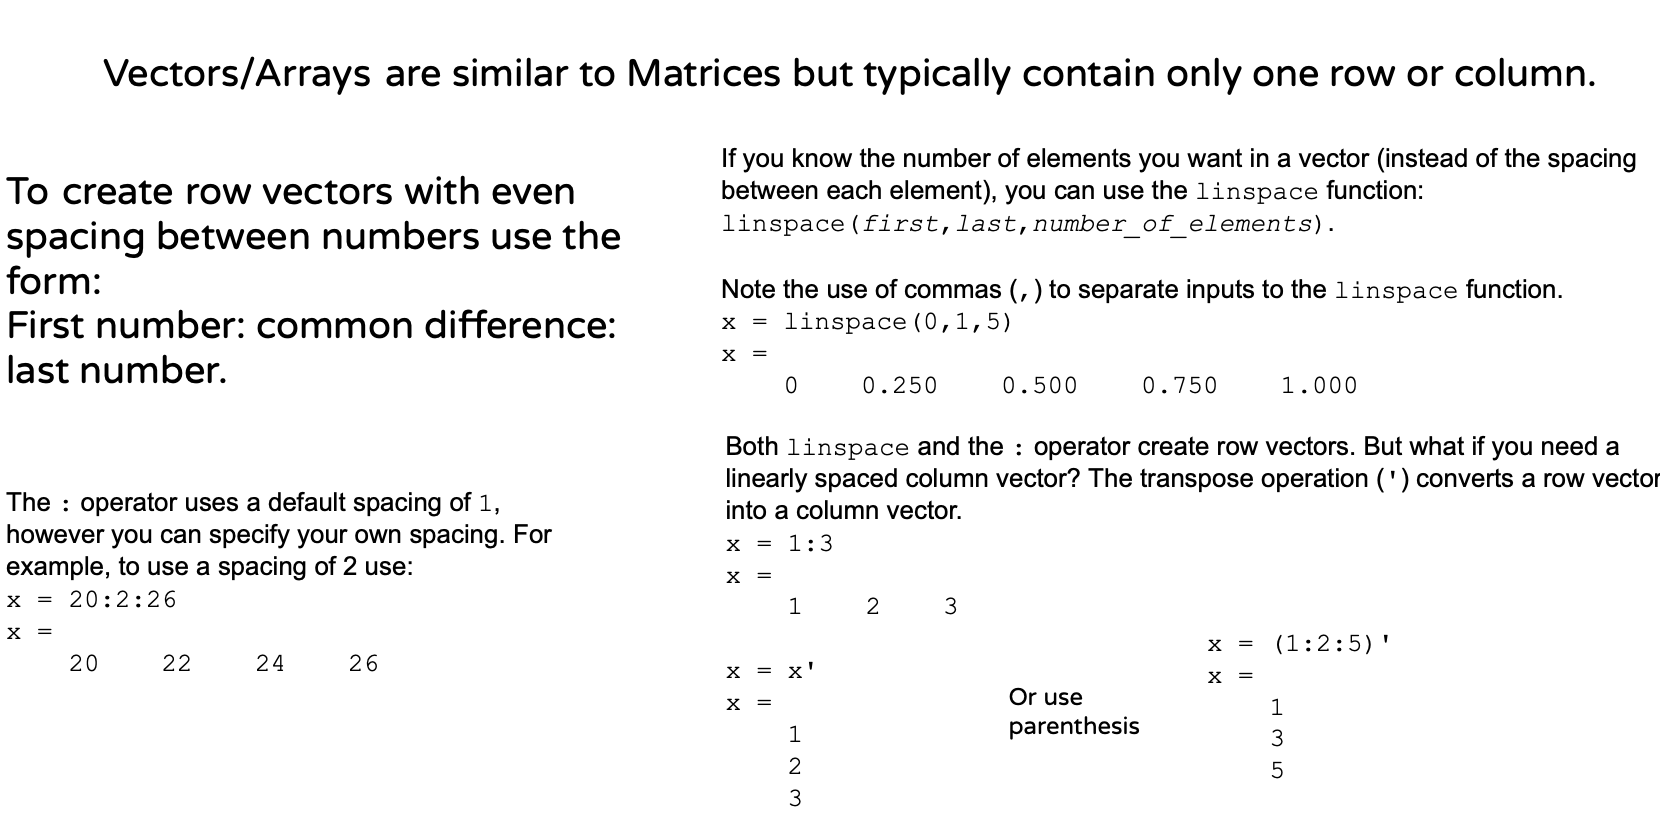 Vectors/Arrays are similar to Matrices but typically contain only one row or column.
To create row vectors with even
spacing between numbers use the
form:
First number: common difference:
last number.
The : operator uses a default spacing of 1,
however you can specify your own spacing. For
example, to use a spacing of 2 use:
x = 20:2:26
x =
20 22 24 26
If you know the number of elements you want in a vector (instead of the spacing
between each element), you can use the linspace function:
linspace(first,last,number_of_elements).
Note the use of commas (,) to separate inputs to the linspace function.
x = linspace(0,1,5)
x =
0 0.250 0.500 0.750 1.000
Both linspace and the : operator create row vectors. But what if you need a
linearly spaced column vector? The transpose operation (') converts a row vector
into a column vector.
x = 1:3
x =
1 2 3
x = x'
x =
1
2
3
Or use
parenthesis
x = (1:2:5)'
x =
1
3
5